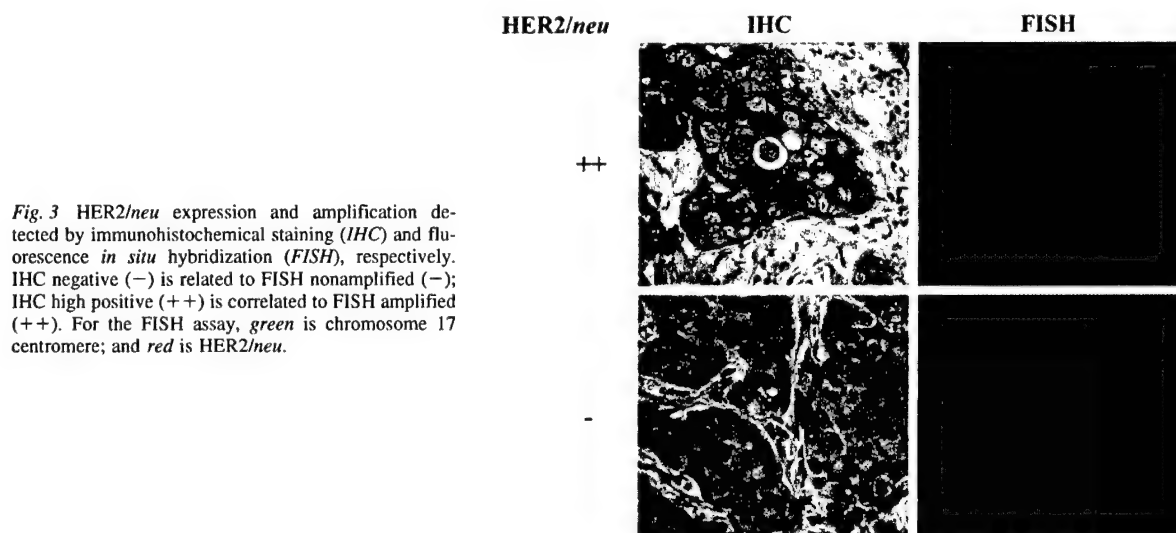 HER2/neu IHC FISH
++
Fig. 3 HER2/neu expression and amplification de-
tected by immunohistochemical staining (IHC) and flu-
orescence in situ hybridization (FISH), respectively.
IHC negative (−) is related to FISH nonamplified (−);
IHC high positive (++) is correlated to FISH amplified
(++). For the FISH assay, green is chromosome 17
centromere; and red is HER2/neu.
-